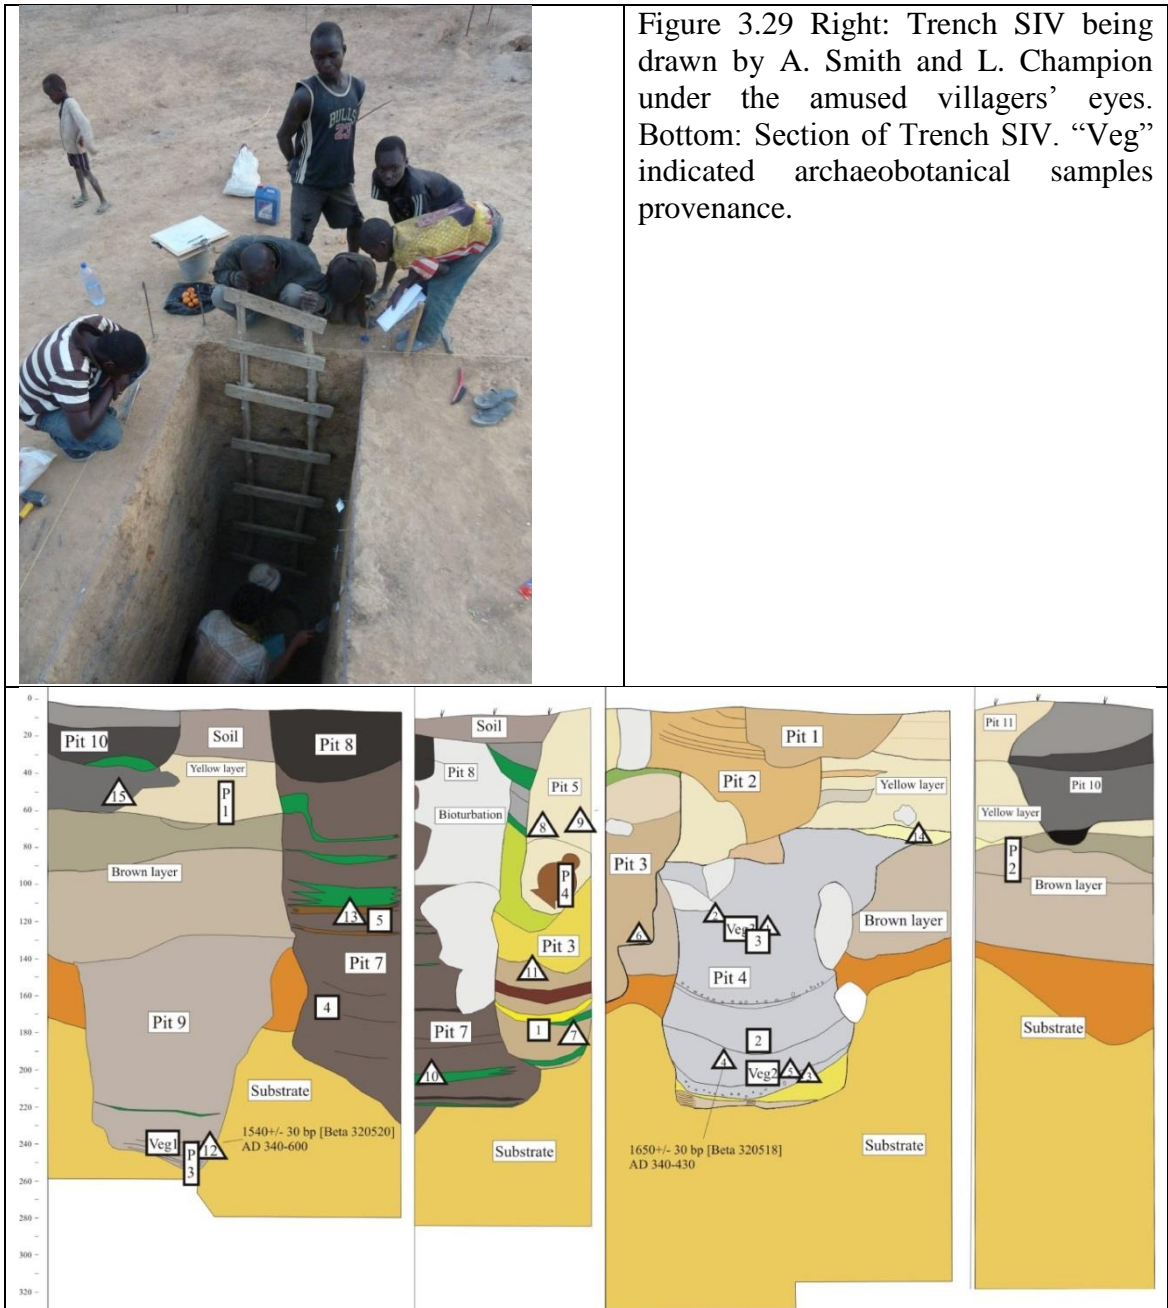 BULLS
23
Figure 3.29 Right: Trench SIV being
drawn by A. Smith and L. Champion
under the amused villagers' eyes.
Bottom: Section of Trench SIV. "Veg"
indicated archaeobotanical samples
provenance.
0
20
40
60
80
100
120
140
160
180
200
220
240
260
280
300
320
Pit 10
Soil
Pit 8
Yellow layer
15
P
1
Brown layer
13
5
Pit 7
4
Pit 9
Substrate
Veg1
P
3
12
1540+/- 30 bp [Beta 320520]
AD 340-600
Soil
Pit 8
Pit 5
Bioturbation
8
9
P
4
Pit 3
11
1
7
Pit 7
10
Substrate
Pit 1
Pit 2
Yellow layer
14
Pit 3
6
2
3
Brown layer
Pit 4
2
4
Veg2
5
3
1650+/- 30 bp [Beta 320518]
AD 340-430
Substrate
Pit 11
Pit 10
Yellow layer
P
2
Brown layer
Substrate